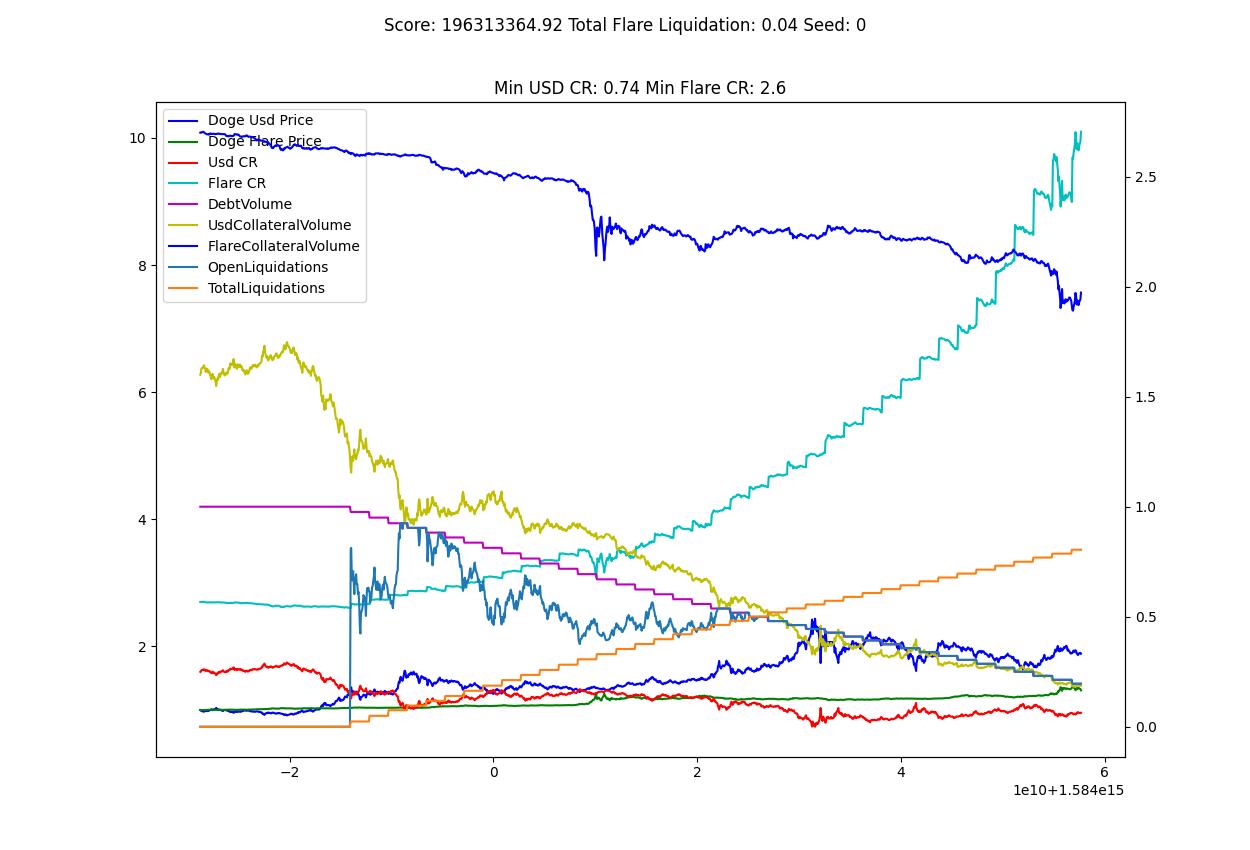 Score: 196313364.92 Total Flare Liquidation: 0.04 Seed: 0
Min USD CR: 0.74 Min Flare CR: 2.6
Doge Usd Price
Doge Flare Price
Usd CR
Flare CR
DebtVolume
UsdCollateralVolume
FlareCollateralVolume
OpenLiquidations
TotalLiquidations
10
8
6
4
2
2.5
2.0
1.5
1.0
0.5
0.0
−2
0
2
4
6
1e10+1.584e15